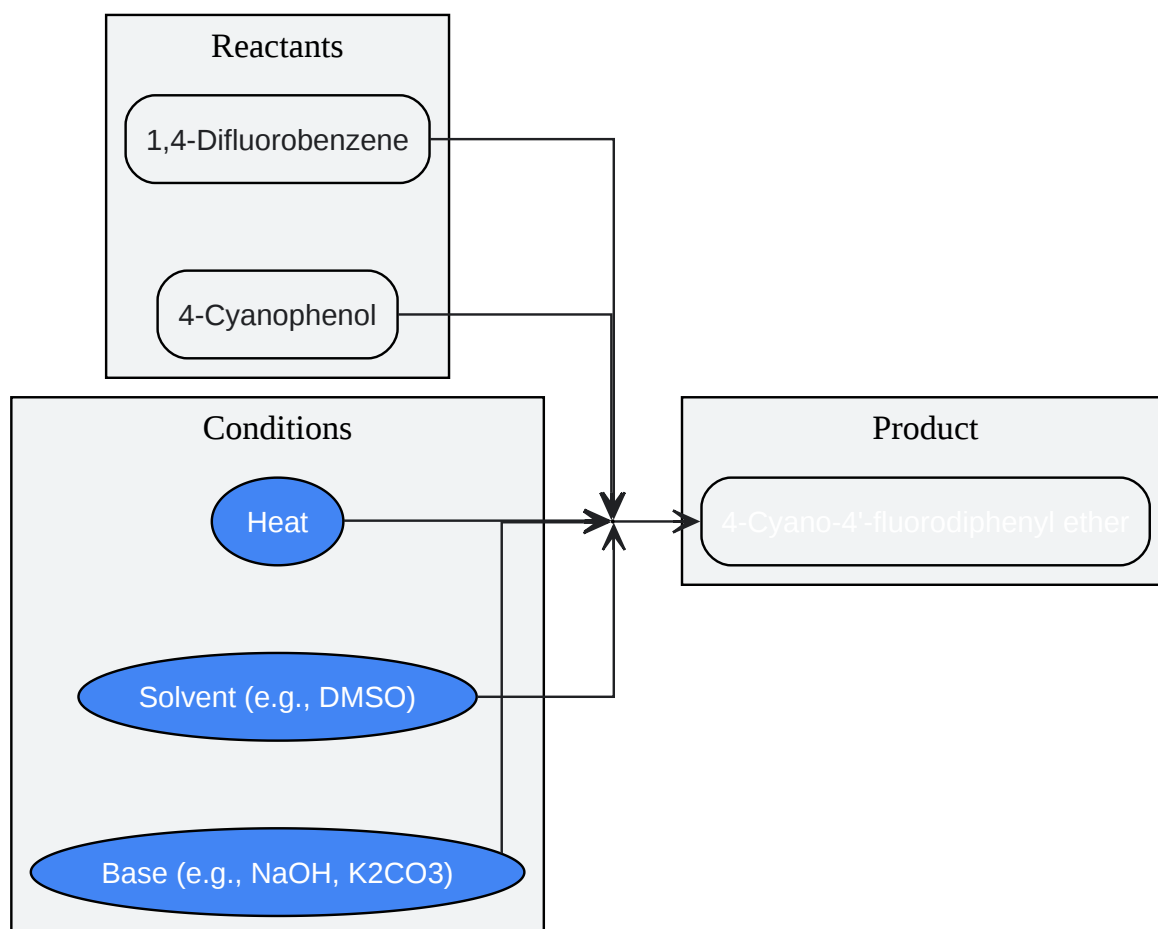 Reactants
1,4-Difluorobenzene
4-Cyanophenol
Conditions
Heat
Solvent (e.g., DMSO)
Base (e.g., NaOH, K2CO3)
Product
4-Cyano-4'-fluorodiphenyl ether